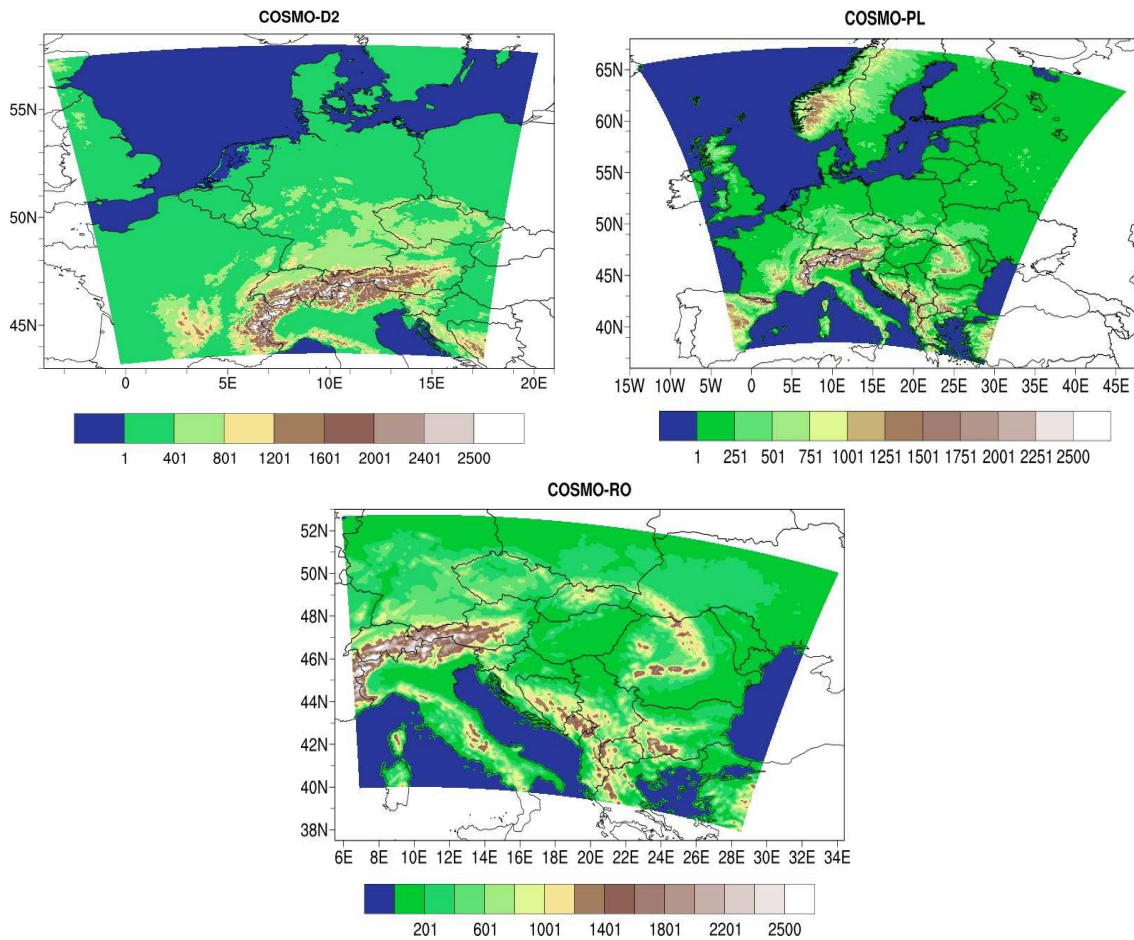 COSMO-D2
55N
50N
45N
0 5E 10E 15E 20E
1 401 801 1201 1601 2001 2401 2500
COSMO-PL
65N
60N
55N
50N
45N
40N
15W 10W 5W 0 5E 10E 15E 20E 25E 30E 35E 40E 45E
1 251 501 751 1001 1251 1501 1751 2001 2251 2500
COSMO-RO
52N
50N
48N
46N
44N
42N
40N
38N
6E 8E 10E 12E 14E 16E 18E 20E 22E 24E 26E 28E 30E 32E 34E
201 601 1001 1401 1801 2201 2500